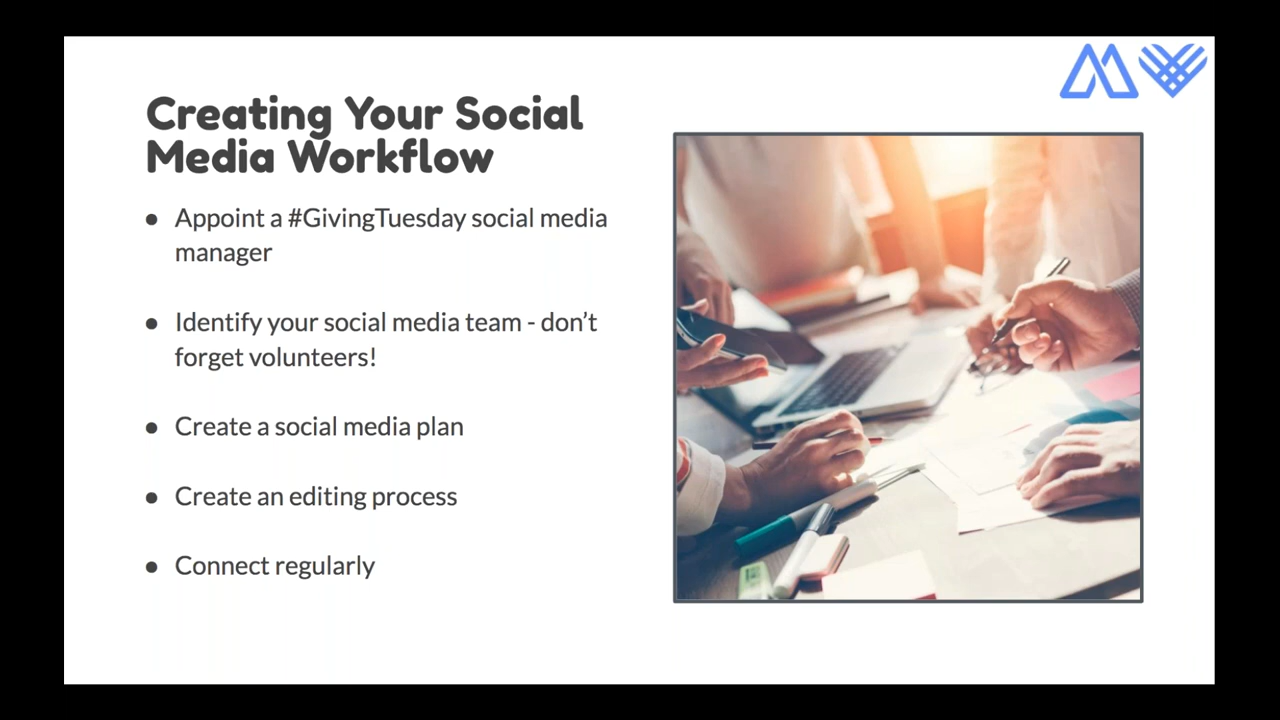 Creating Your Social
Media Workflow
● Appoint a #GivingTuesday social media
manager
● Identify your social media team - don’t
forget volunteers!
● Create a social media plan
● Create an editing process
● Connect regularly